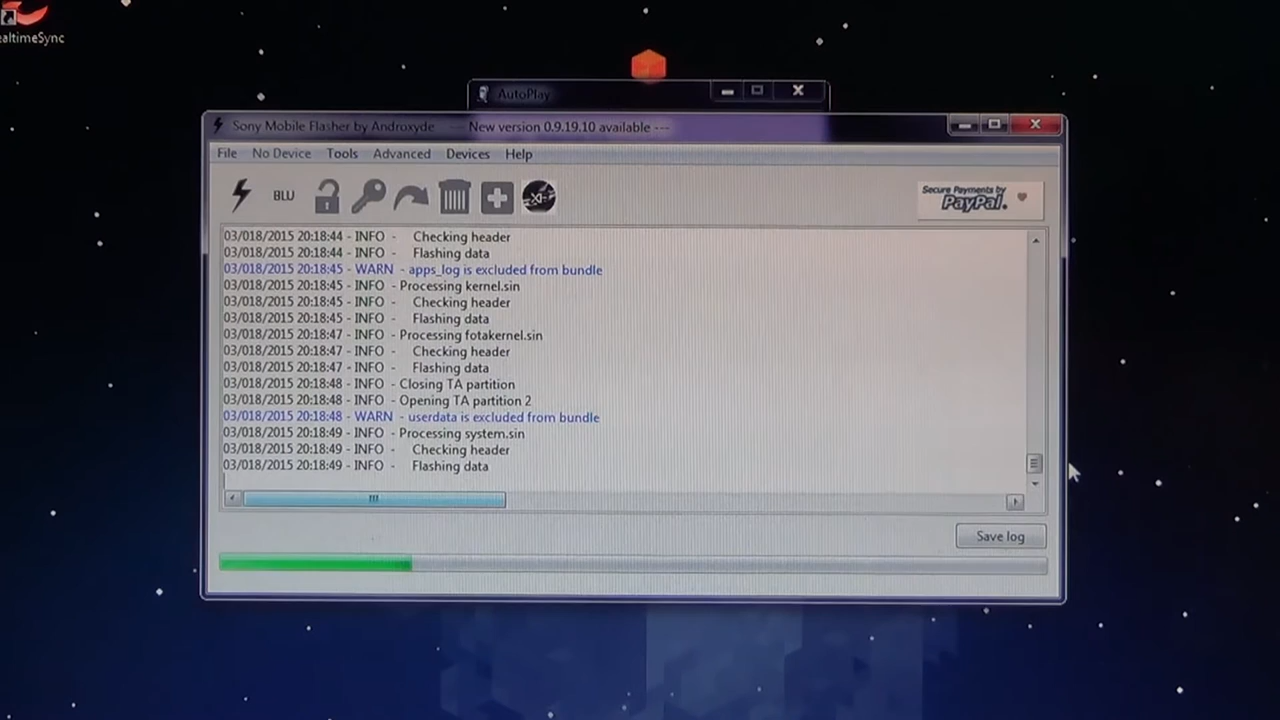 ealtimeSync
AutoPlay
Sony Mobile Flasher by Androxyde --- New version 0.9.19.10 available ---
File No Device Tools Advanced Devices Help
BLU
Secure Payments by
PayPal.
03/018/2015 20:18:44 - INFO - Checking header
03/018/2015 20:18:44 - INFO - Flashing data
03/018/2015 20:18:45 - WARN - apps_log is excluded from bundle
03/018/2015 20:18:45 - INFO - Processing kernel.sin
03/018/2015 20:18:45 - INFO - Checking header
03/018/2015 20:18:45 - INFO - Flashing data
03/018/2015 20:18:47 - INFO - Processing fotakernel.sin
03/018/2015 20:18:47 - INFO - Checking header
03/018/2015 20:18:47 - INFO - Flashing data
03/018/2015 20:18:48 - INFO - Closing TA partition
03/018/2015 20:18:48 - INFO - Opening TA partition 2
03/018/2015 20:18:48 - WARN - userdata is excluded from bundle
03/018/2015 20:18:49 - INFO - Processing system.sin
03/018/2015 20:18:49 - INFO - Checking header
03/018/2015 20:18:49 - INFO - Flashing data
Save log